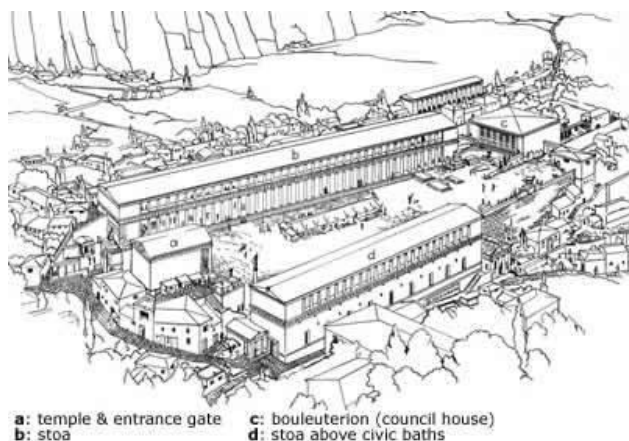 b
c
a
d
a: temple & entrance gate c: bouleuterion (council house)
b: stoa d: stoa above civic baths